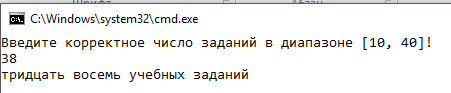 C:\Windows\system32\cmd.exe
Введите корректное число заданий в диапазоне [10, 40]!
38
тридцать восемь учебных заданий